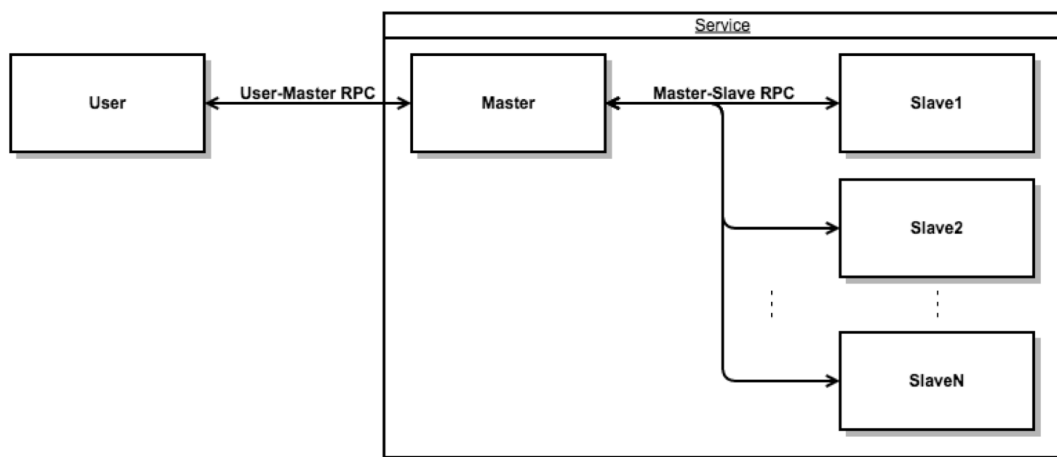 Service
User
User-Master RPC
Master
Master-Slave RPC
Slave1
Slave2
SlaveN